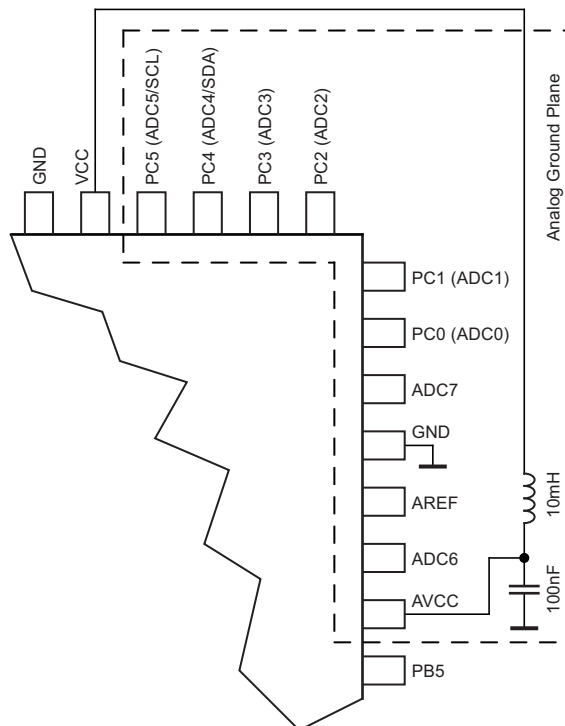 GND
VCC
PC5 (ADC5/SCL)
PC4 (ADC4/SDA)
PC3 (ADC3)
PC2 (ADC2)
Analog Ground Plane
PC1 (ADC1)
PC0 (ADC0)
ADC7
GND
AREF
ADC6
AVCC
PB5
10mH
100nF